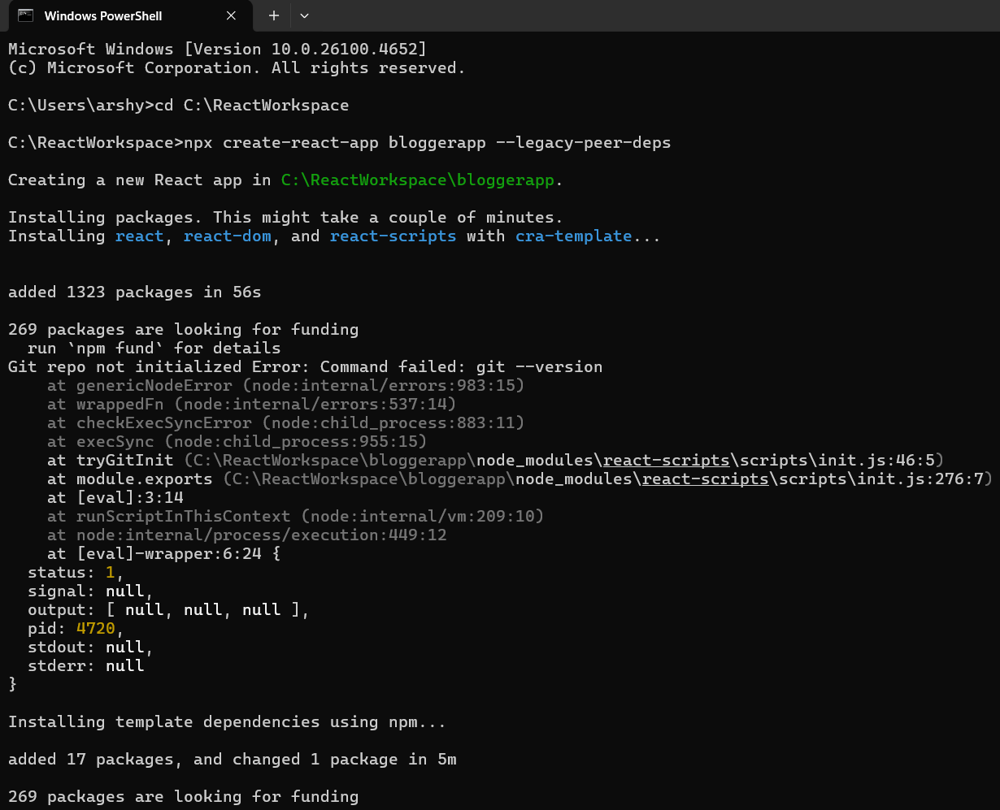 Windows PowerShell
Microsoft Windows [Version 10.0.26100.4652]
(c) Microsoft Corporation. All rights reserved.
C:\Users\arshy>cd C:\ReactWorkspace
C:\ReactWorkspace>npx create-react-app bloggerapp --legacy-peer-deps
Creating a new React app in C:\ReactWorkspace\bloggerapp.
Installing packages. This might take a couple of minutes.
Installing react, react-dom, and react-scripts with cra-template...
added 1323 packages in 56s
269 packages are looking for funding
  run `npm fund` for details
Git repo not initialized Error: Command failed: git --version
    at genericNodeError (node:internal/errors:983:15)
    at wrappedFn (node:internal/errors:537:14)
    at checkExecSyncError (node:child_process:883:11)
    at execSync (node:child_process:955:15)
    at tryGitInit (C:\ReactWorkspace\bloggerapp\node_modules\react-scripts\scripts\init.js:46:5)
    at module.exports (C:\ReactWorkspace\bloggerapp\node_modules\react-scripts\scripts\init.js:276:7)
    at [eval]:3:14
    at runScriptInThisContext (node:internal/vm:209:10)
    at node:internal/process/execution:449:12
    at [eval]-wrapper:6:24 {
  status: 1,
  signal: null,
  output: [ null, null, null ],
  pid: 4720,
  stdout: null,
  stderr: null
}
Installing template dependencies using npm...
added 17 packages, and changed 1 package in 5m
269 packages are looking for funding